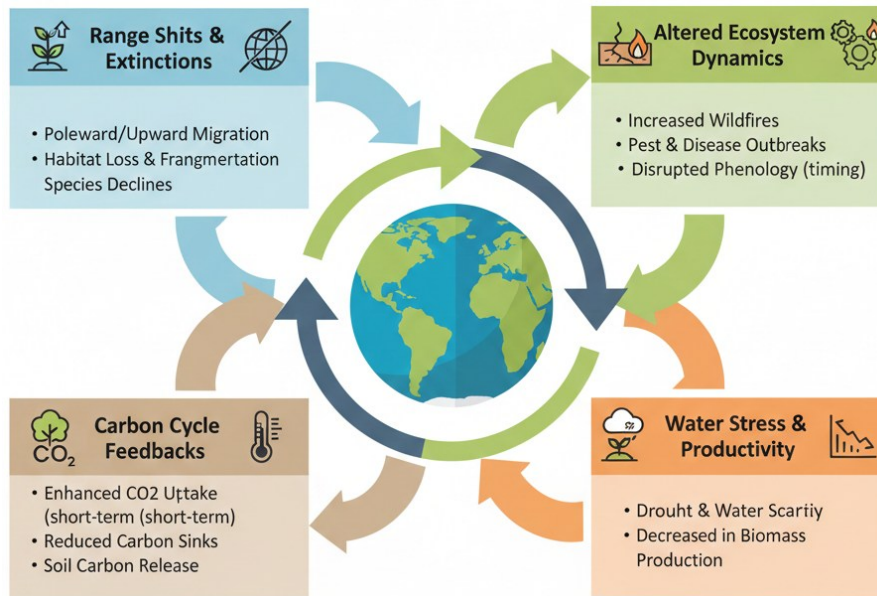 Range Shits &
Extinctions
• Poleward/Upward Migration
• Habitat Loss & Frangmertation
Species Declines
Altered Ecosystem
Dynamics
• Increased Wildfires
• Pest & Disease Outbreaks
• Disrupted Phenology (timing)
CO₂
Carbon Cycle
Feedbacks
• Enhanced CO2 Uţtake
(short-term (short-term)
• Reduced Carbon Sinks
• Soil Carbon Release
Water Stress &
Productivity
• Drouht & Water Scartiy
• Decreased in Biomass
Production